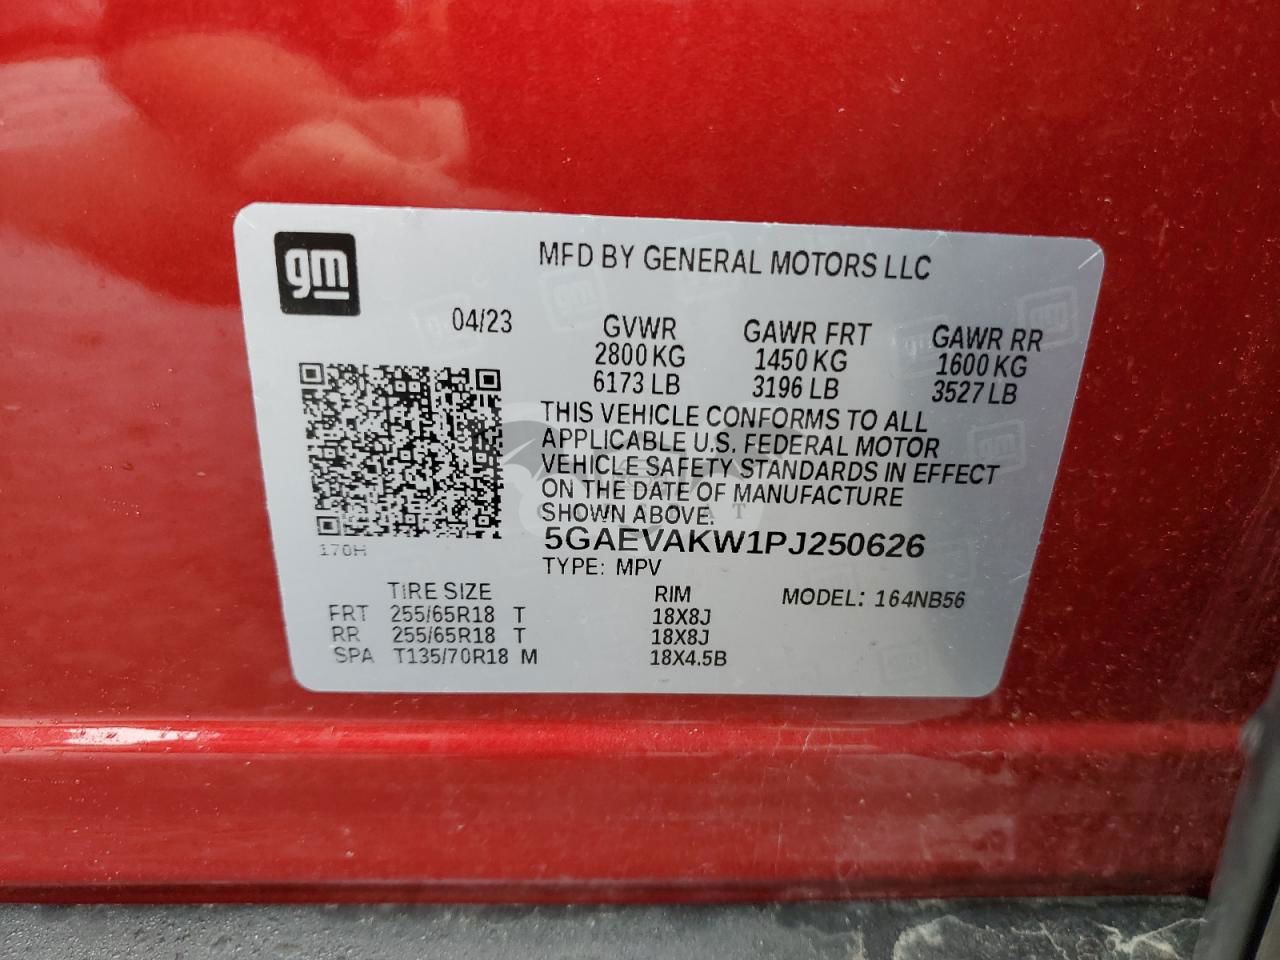 gm
MFD BY GENERAL MOTORS LLC
04/23
GVWR GAWR FRT GAWR RR
2800 KG 1450 KG 1600 KG
6173 LB 3196 LB 3527 LB
THIS VEHICLE CONFORMS TO ALL
APPLICABLE U.S. FEDERAL MOTOR
VEHICLE SAFETY STANDARDS IN EFFECT
ON THE DATE OF MANUFACTURE
SHOWN ABOVE.
170H
5GAEVAKW1PJ250626
TYPE: MPV
TIRE SIZE RIM MODEL: 164NB56
FRT 255/65R18 T 18X8J
RR 255/65R18 T 18X8J
SPA T135/70R18 M 18X4.5B